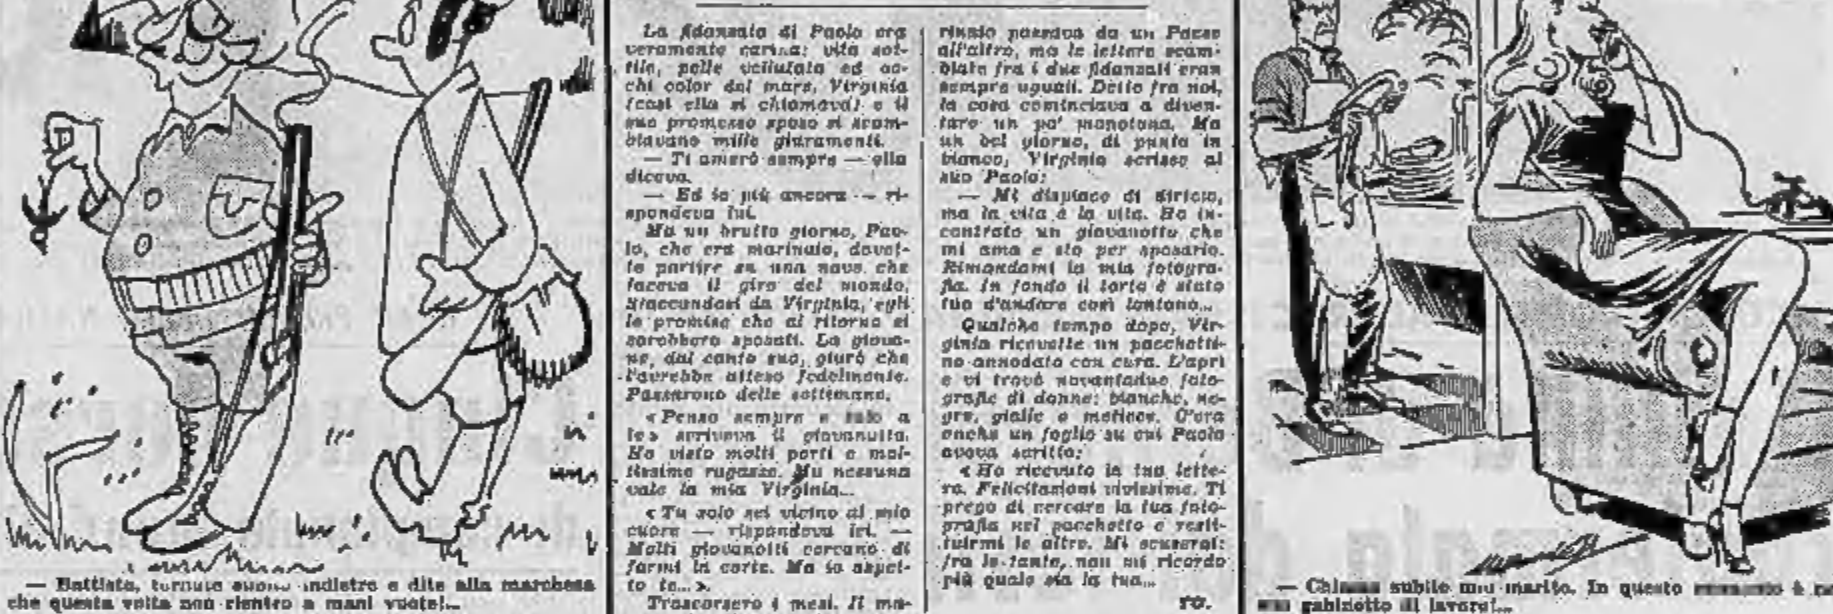 — Battista, tornate indietro e dite alla marchesa
che questa volta non rientro a mani vuote!...
La fidanzata di Paolo era
veramente carina: vita sot-
tile, pelle vellutata ed oc-
chi color del mare, Virginia
(così ella si chiamava) e il
suo promesso sposo si scam-
biavano mille giuramenti.
— Ti amerò sempre — ella
diceva.
— Ed io più ancora — ri-
spondeva lui.
Ma un brutto giorno, Pao-
lo, che era marinaio, dovet-
te partire su una nave che
faceva il giro del mondo.
Staccandosi da Virginia, egli
le promise che al ritorno si
sarebbero sposati. La giova-
ne, dal canto suo, giurò che
l'avrebbe atteso fedelmente.
Passarono delle settimane.
« Penso sempre e solo a
te» scriveva il giovanotto.
Ho visto molti porti e mol-
tissime ragazze. Ma nessuna
vale la mia Virginia...
« Tu solo sei vicino al mio
cuore — rispondeva lei. —
Molti giovanotti cercano di
farmi la corte. Ma io aspet-
to te... ».
Trascorsero i mesi. Il ma-
rinaio passava da un Paese
all'altro, ma le lettere scam-
biate fra i due fidanzati eran
sempre uguali. Detto fra noi,
la cosa cominciava a diven-
tare un po' monotona. Ma
un bel giorno, di punto in
bianco, Virginia scrisse al
suo Paolo:
— Mi dispiace di dirtelo,
ma la vita è la vita. Ho in-
contrato un giovanotto che
mi ama e sto per sposarlo.
Rimandami la mia fotogra-
fia. In fondo il torto è stato
tuo d'andare così lontano...
Qualche tempo dopo, Vir-
ginia ricevette un pacchetti-
no annodato con cura. L'aprì
e vi trovò novantadue foto-
grafie di donne: bianche, ne-
gre, gialle e meticce. C'era
anche un foglio su cui Paolo
aveva scritto:
« Ho ricevuto la tua lette-
ra. Felicitazioni vivissime. Ti
prego di cercare la tua foto-
grafia nel pacchetto e resti-
tuirmi le altre. Mi scuserai:
fra le tante, non mi ricordo
più quale sia la tua...
TO.
— subito mio marito. In questo è
gabinetto di lavoro!...